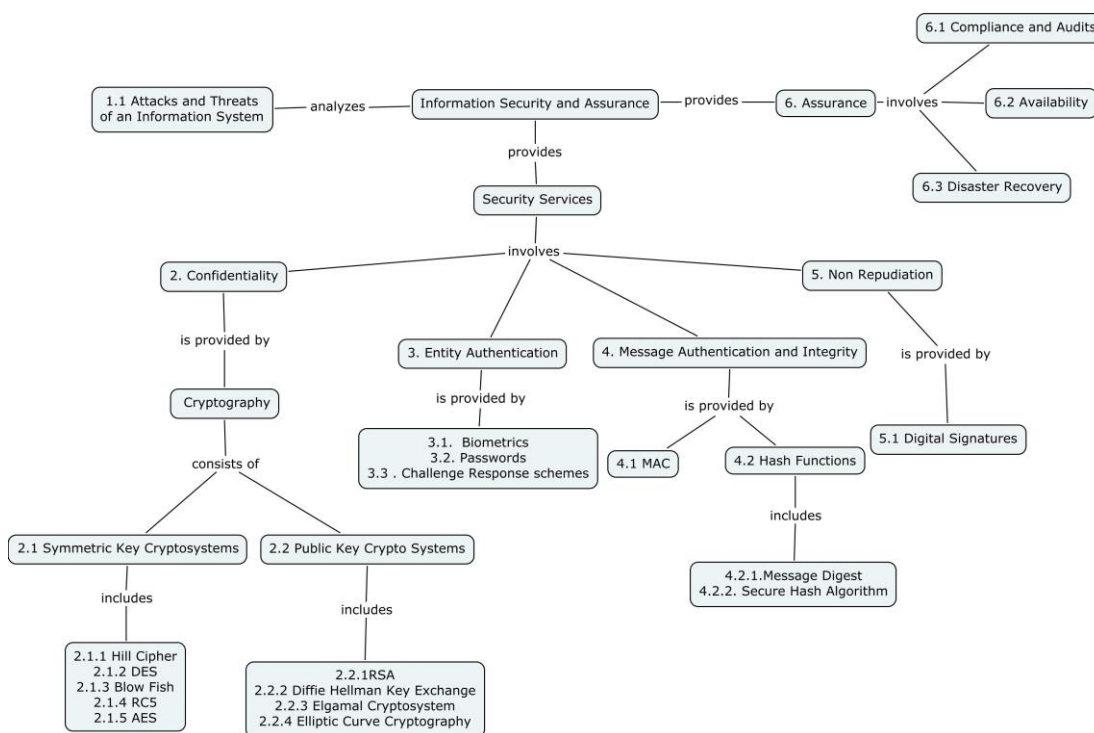 6.1 Compliance and Audits
1.1 Attacks and Threats
of an Information System
analyzes
Information Security and Assurance
provides
6. Assurance
involves
6.2 Availability
provides
6.3 Disaster Recovery
Security Services
involves
2. Confidentiality
5. Non Repudiation
is provided by
3. Entity Authentication
4. Message Authentication and Integrity
is provided by
Cryptography
is provided by
is provided by
5.1 Digital Signatures
3.1. Biometrics
3.2. Passwords
3.3 . Challenge Response schemes
4.1 MAC
4.2 Hash Functions
consists of
includes
2.1 Symmetric Key Cryptosystems
2.2 Public Key Crypto Systems
4.2.1.Message Digest
4.2.2. Secure Hash Algorithm
includes
includes
2.1.1 Hill Cipher
2.1.2 DES
2.1.3 Blow Fish
2.1.4 RC5
2.1.5 AES
2.2.1RSA
2.2.2 Diffie Hellman Key Exchange
2.2.3 Elgamal Cryptosystem
2.2.4 Elliptic Curve Cryptography